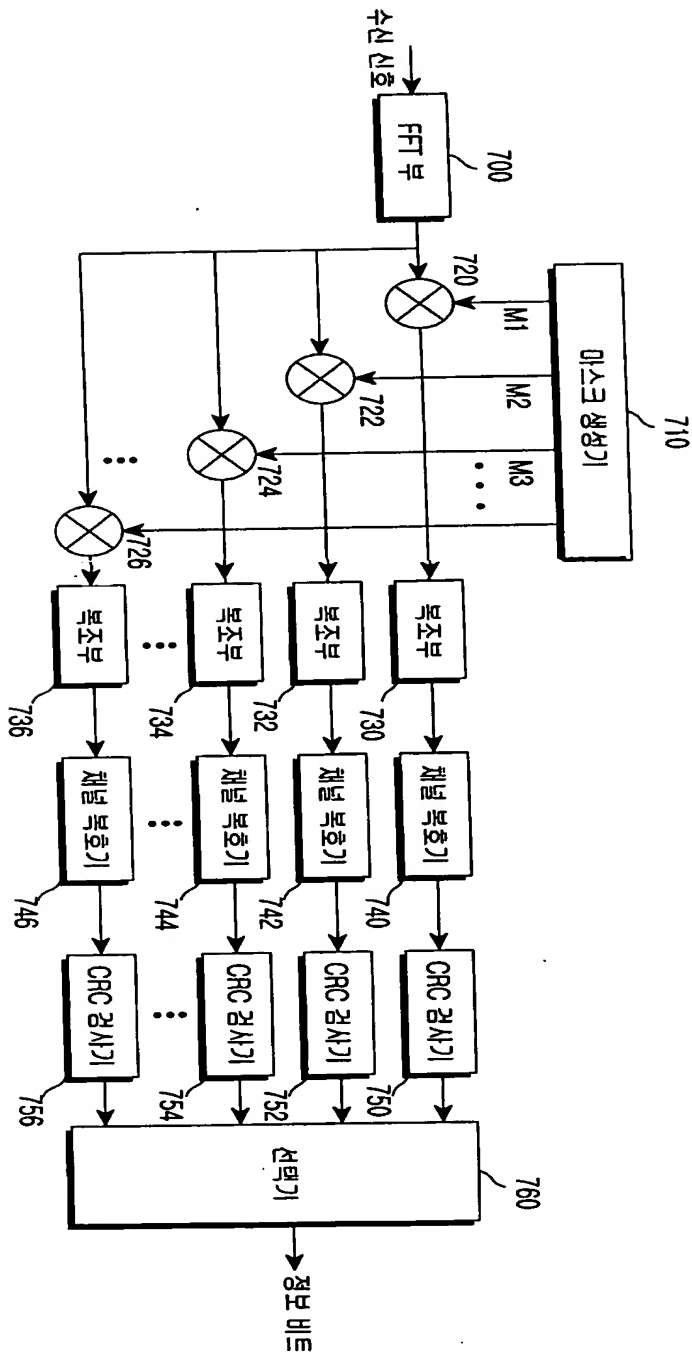 수신 신호
FFT 부
700
마스크 생성기
710
M1
M2
M3
720
722
724
726
복조부
730
복조부
732
복조부
734
복조부
736
채널 복호기
740
채널 복호기
742
채널 복호기
744
채널 복호기
746
CRC 검사기
750
CRC 검사기
752
CRC 검사기
754
CRC 검사기
756
선택기
760
정보 비트